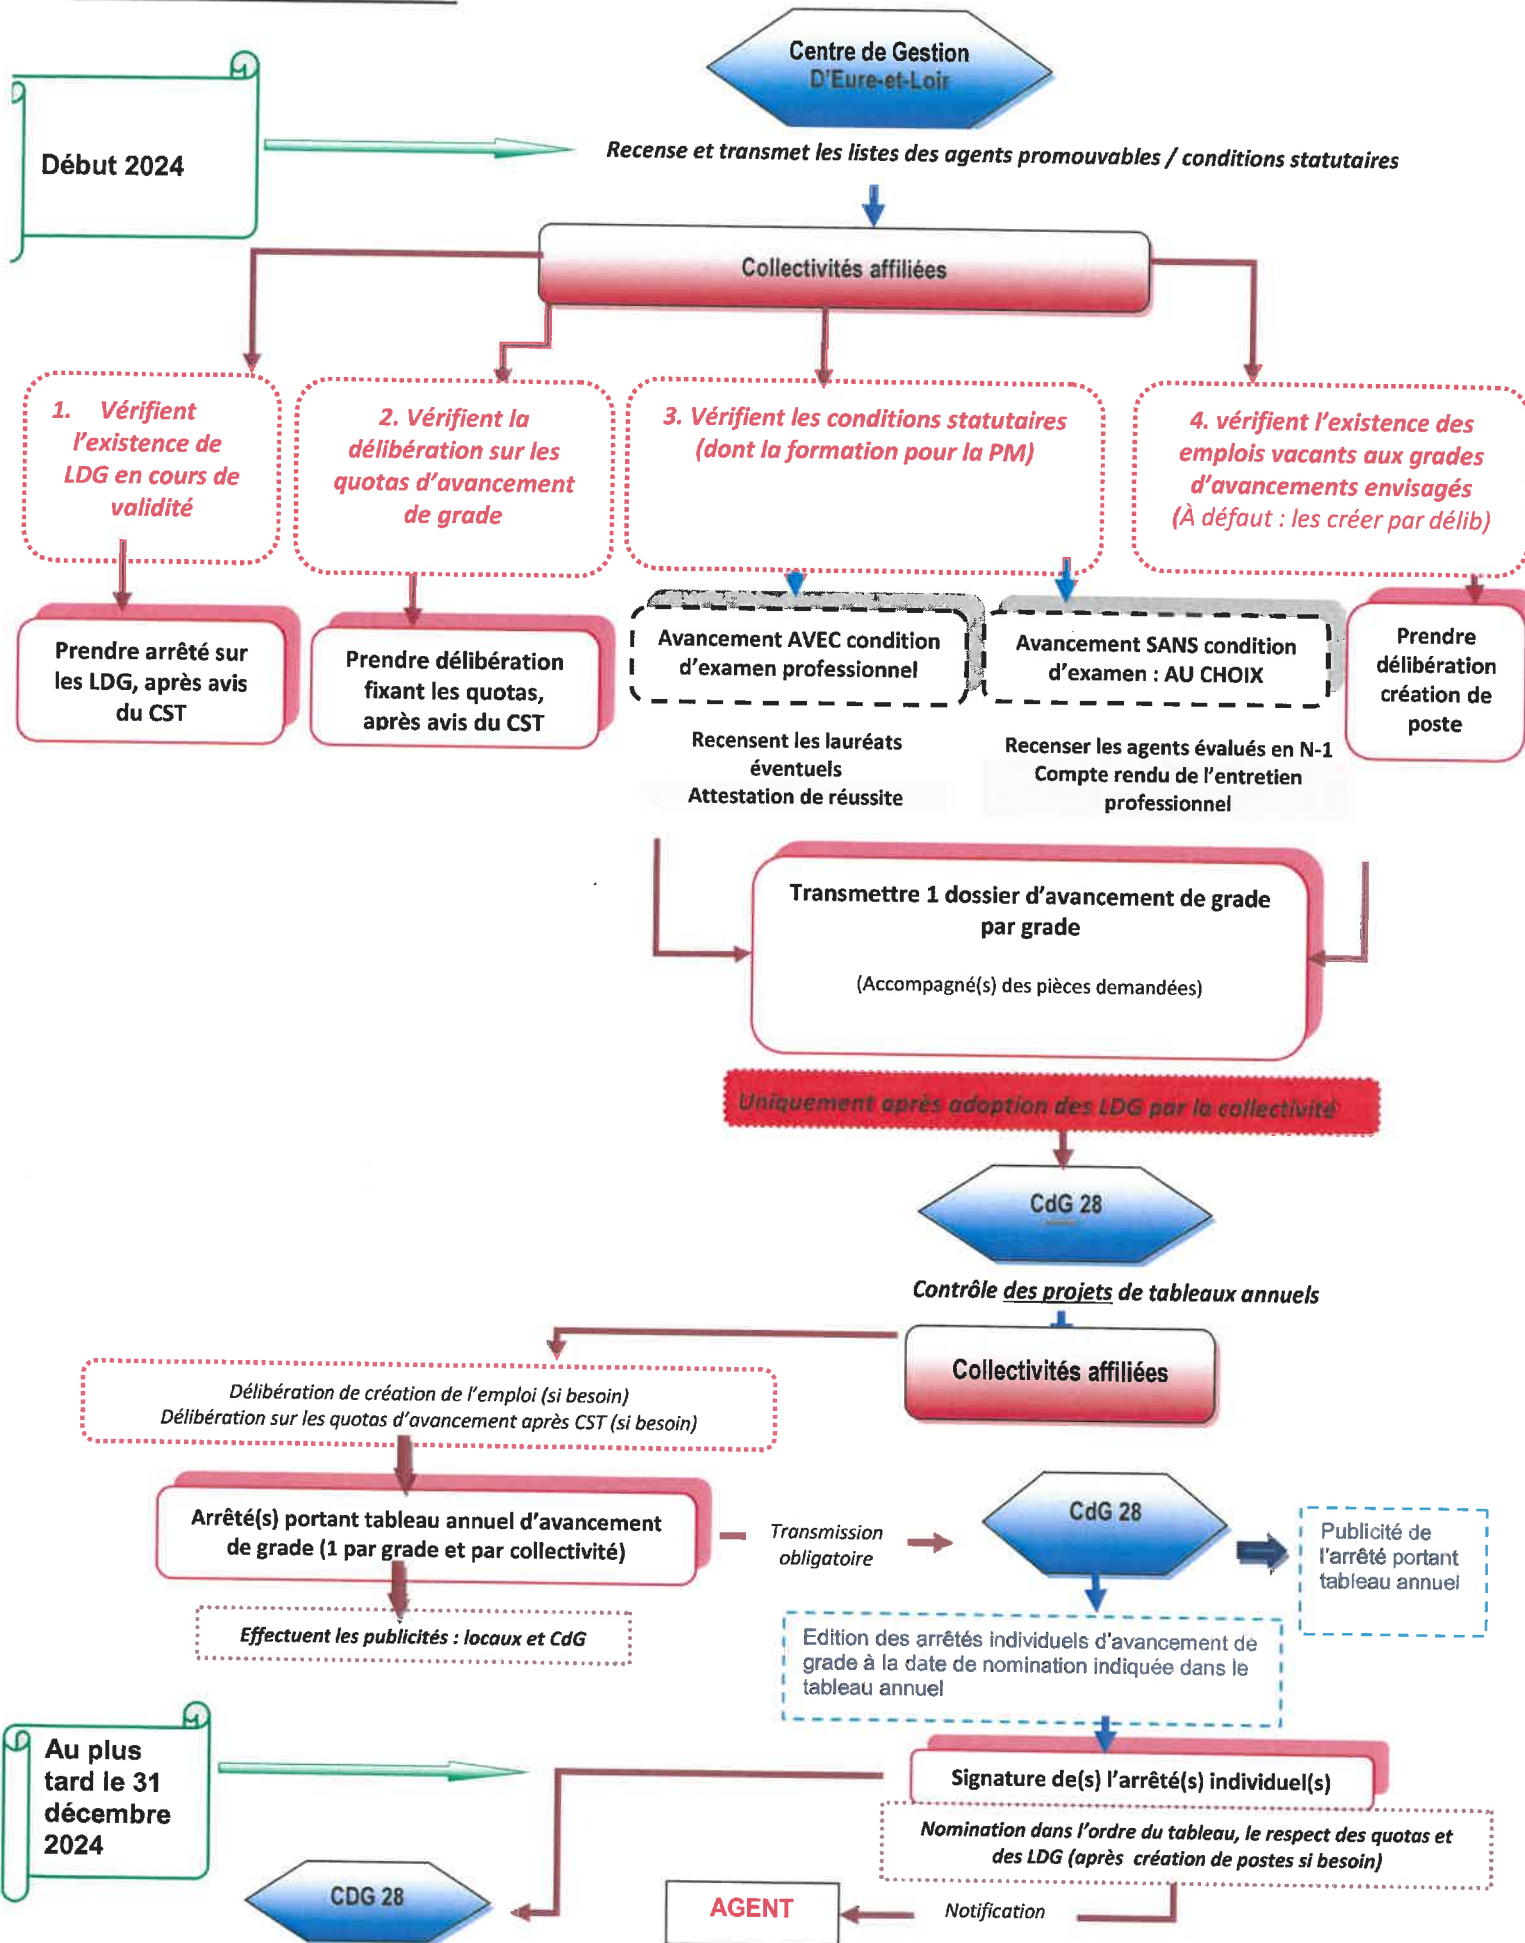 Centre de Gestion
D'Eure-et-Loir
Début 2024
Recense et transmet les listes des agents promouvables / conditions statutaires
Collectivités affiliées
1. Vérifient
l'existence de
LDG en cours de
validité
2. Vérifient la
délibération sur les
quotas d'avancement
de grade
3. Vérifient les conditions statutaires
(dont la formation pour la PM)
4. vérifient l'existence des
emplois vacants aux grades
d'avancements envisagés
(À défaut : les créer par délib)
Prendre arrêté sur
les LDG, après avis
du CST
Prendre délibération
fixant les quotas,
après avis du CST
Avancement AVEC condition
d'examen professionnel
Avancement SANS condition
d'examen : AU CHOIX
Prendre
délibération
création de
poste
Recensent les lauréats
éventuels
Attestation de réussite
Recenser les agents évalués en N-1
Compte rendu de l'entretien
professionnel
Transmettre 1 dossier d'avancement de grade
par grade
(Accompagné(s) des pièces demandées)
Uniquement après adoption des LDG par la collectivité
CdG 28
Contrôle des projets de tableaux annuels
Collectivités affiliées
Délibération de création de l'emploi (si besoin)
Délibération sur les quotas d'avancement après CST (si besoin)
Arrêté(s) portant tableau annuel d'avancement
de grade (1 par grade et par collectivité)
Transmission
obligatoire
CdG 28
Publicité de
l'arrêté portant
tableau annuel
Effectuent les publicités : locaux et CdG
Edition des arrêtés individuels d'avancement de
grade à la date de nomination indiquée dans le
tableau annuel
Au plus
tard le 31
décembre
2024
Signature de(s) l'arrêté(s) individuel(s)
Nomination dans l'ordre du tableau, le respect des quotas et
des LDG (après création de postes si besoin)
CDG 28
AGENT
Notification